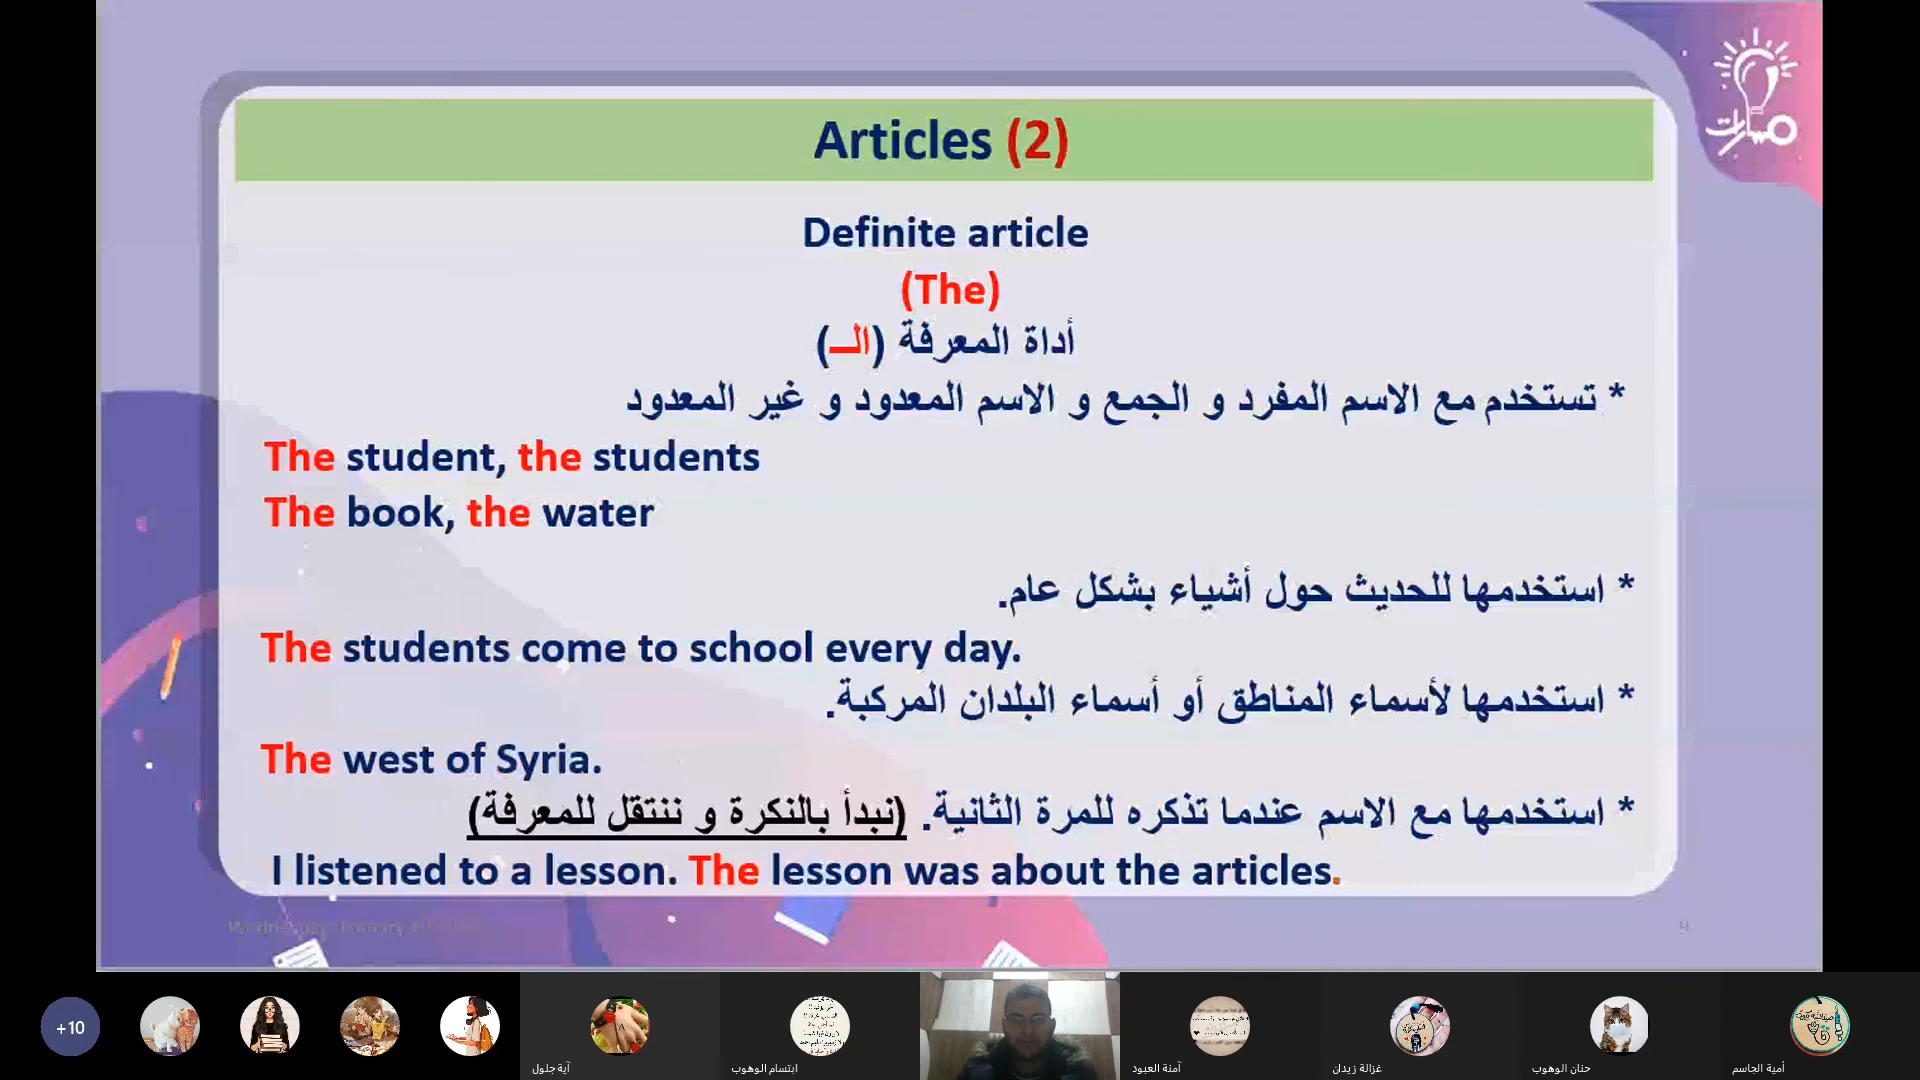 مسارات
Articles (2)
Definite article
(The)
أداة المعرفة (الـــ)
* تستخدم مع الاسم المفرد و الجمع و الاسم المعدود و غير المعدود
The student, the students
The book, the water
* استخدمها للحديث حول أشياء بشكل عام.
The students come to school every day.
* استخدمها لأسماء المناطق أو أسماء البلدان المركبة.
The west of Syria.
* استخدمها مع الاسم عندما تذكره للمرة الثانية. (نبدأ بالنكرة و ننتقل للمعرفة)
I listened to a lesson. The lesson was about the articles.
+10
آية جلول
ابتسام الوهوب
آمنة العبود
غزالة زيدان
حنان الوهوب
أمية الجاسم